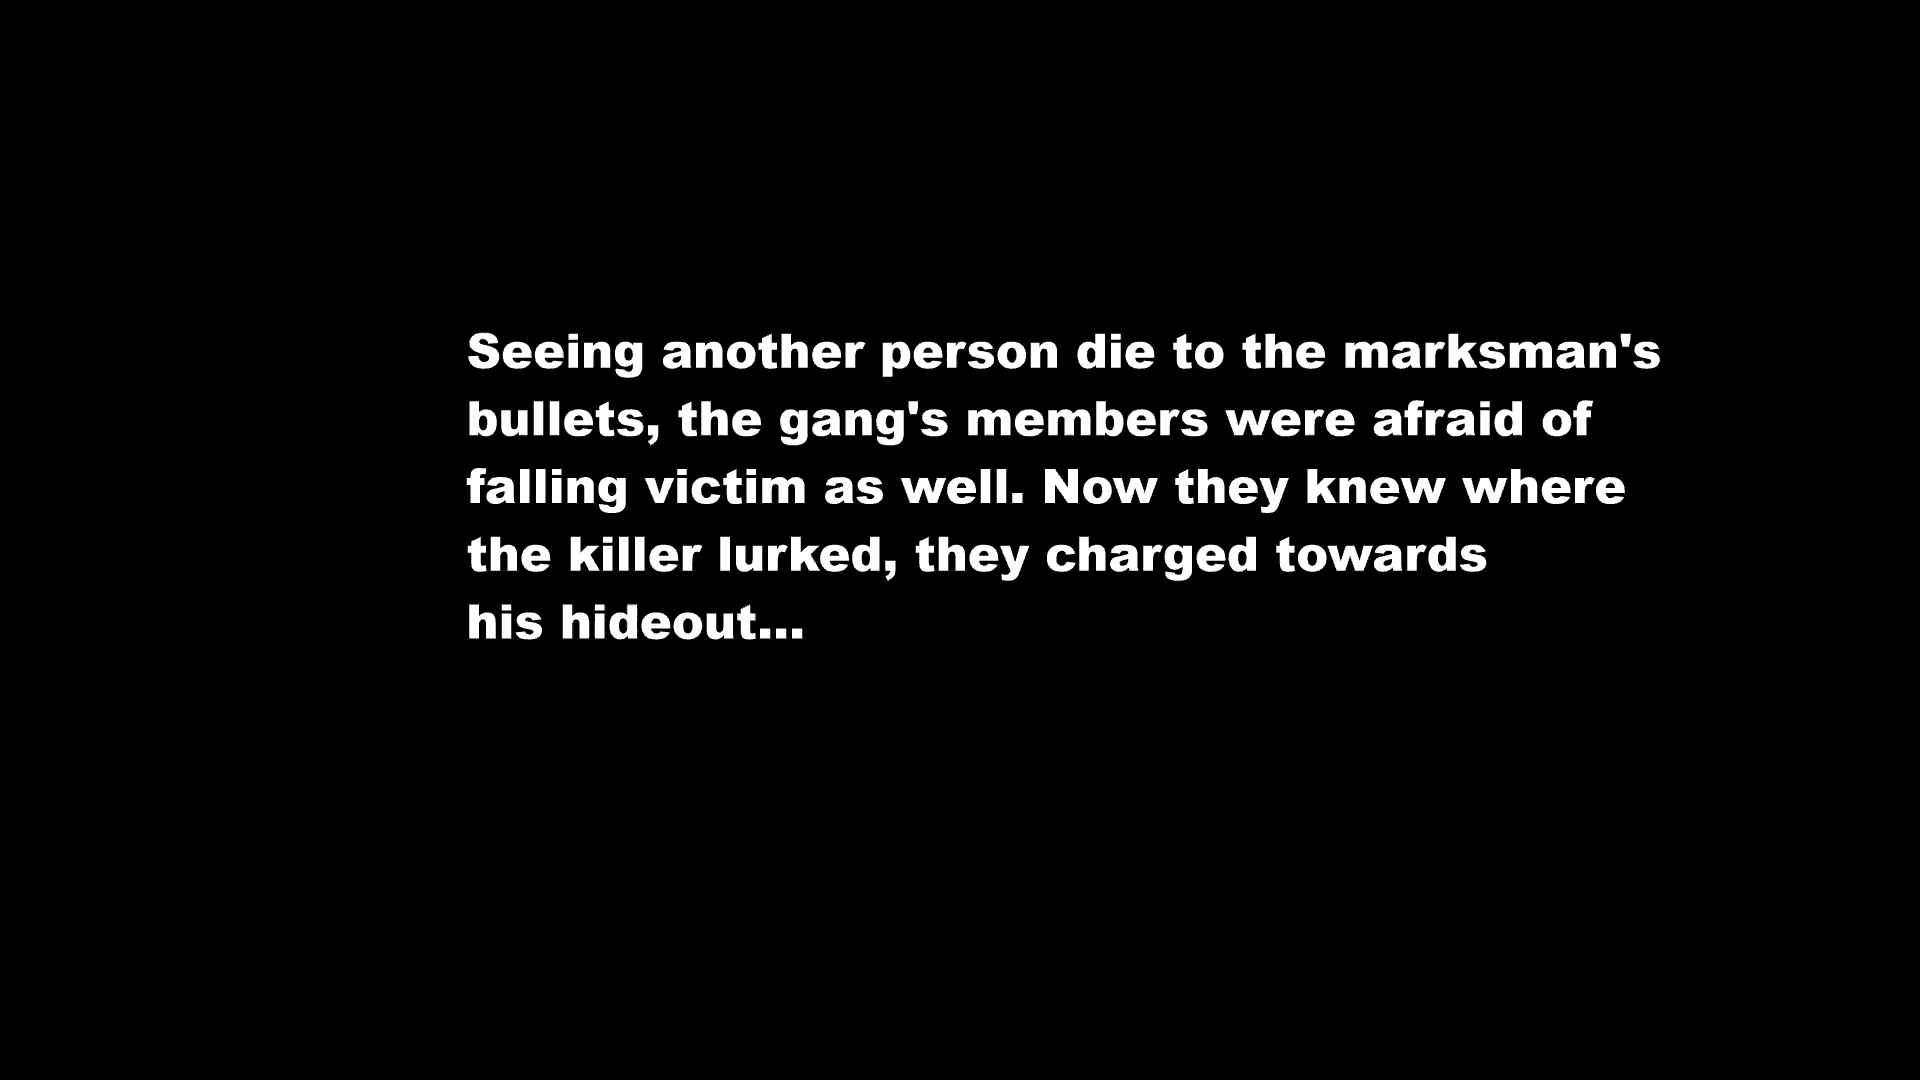 Seeing another person die to the marksman's
bullets, the gang's members were afraid of
falling victim as well. Now they knew where
the killer lurked, they charged towards
his hideout...